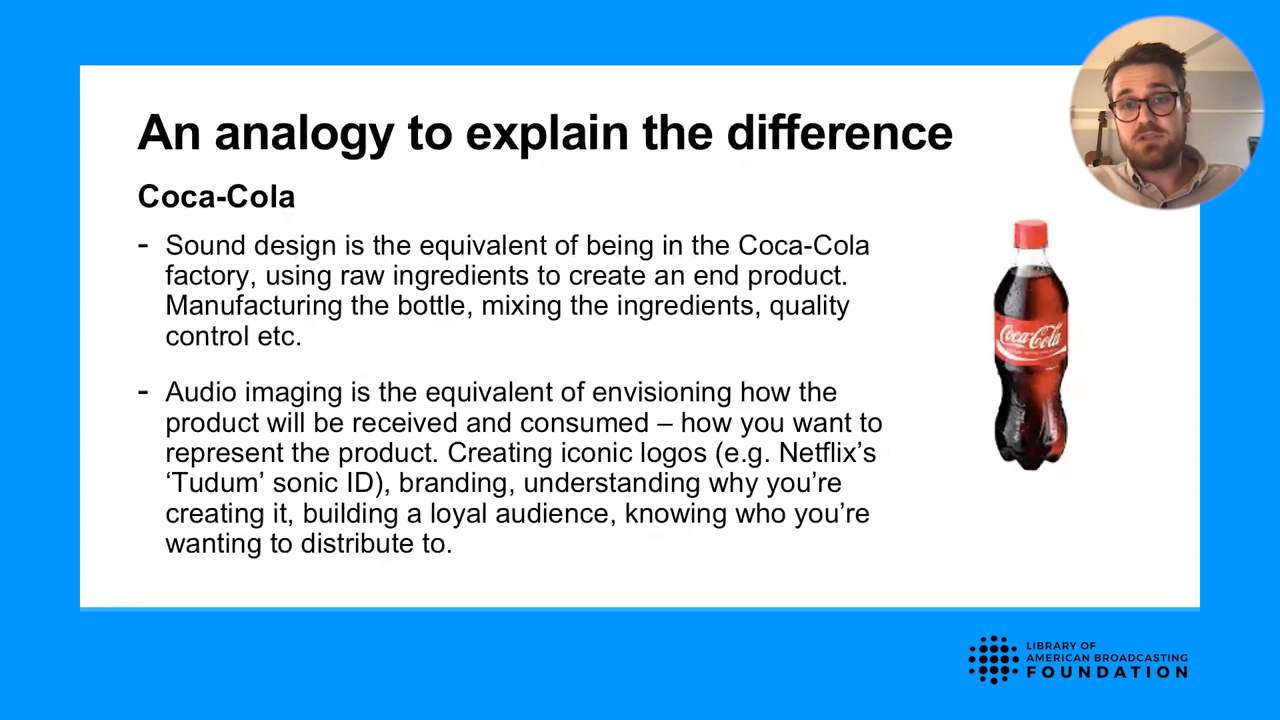 An analogy to explain the difference
Coca-Cola
- Sound design is the equivalent of being in the Coca-Cola
factory, using raw ingredients to create an end product.
Manufacturing the bottle, mixing the ingredients, quality
control etc.
- Audio imaging is the equivalent of envisioning how the
product will be received and consumed – how you want to
represent the product. Creating iconic logos (e.g. Netflix’s
‘Tudum’ sonic ID), branding, understanding why you’re
creating it, building a loyal audience, knowing who you’re
wanting to distribute to.
Coca-Cola
LIBRARY OF
AMERICAN BROADCASTING
FOUNDATION